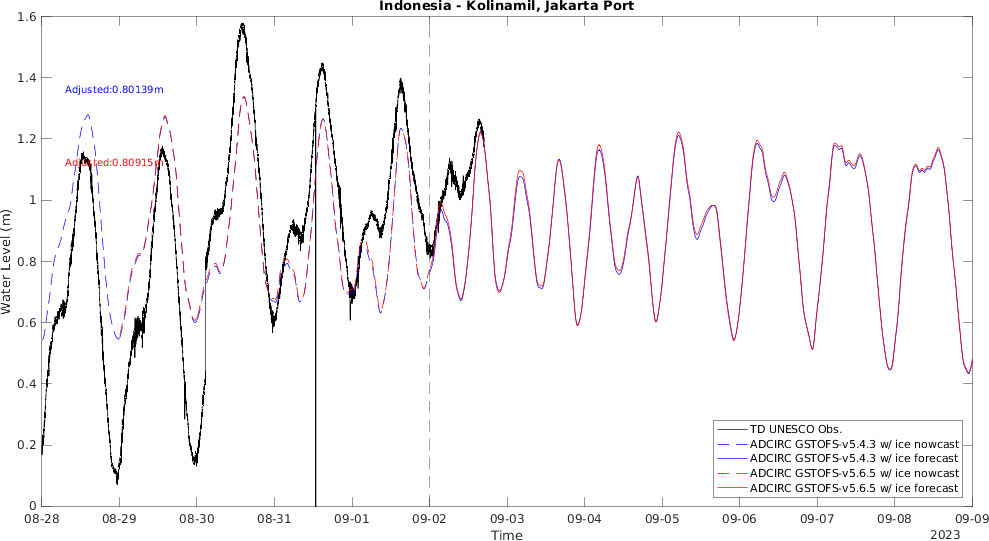 Indonesia - Kolinamil, Jakarta Port
Water Level (m)
1.6
1.4
1.2
1
0.8
0.6
0.4
0.2
0
Adjusted:0.80139m
Adjusted:0.80915m
TD UNESCO Obs.
ADCIRC GSTOFS-v5.4.3 w/ ice nowcast
ADCIRC GSTOFS-v5.4.3 w/ ice forecast
ADCIRC GSTOFS-v5.6.5 w/ ice nowcast
ADCIRC GSTOFS-v5.6.5 w/ ice forecast
08-28 08-29 08-30 08-31 09-01 09-02 09-03 09-04 09-05 09-06 09-07 09-08 09-09
Time
2023